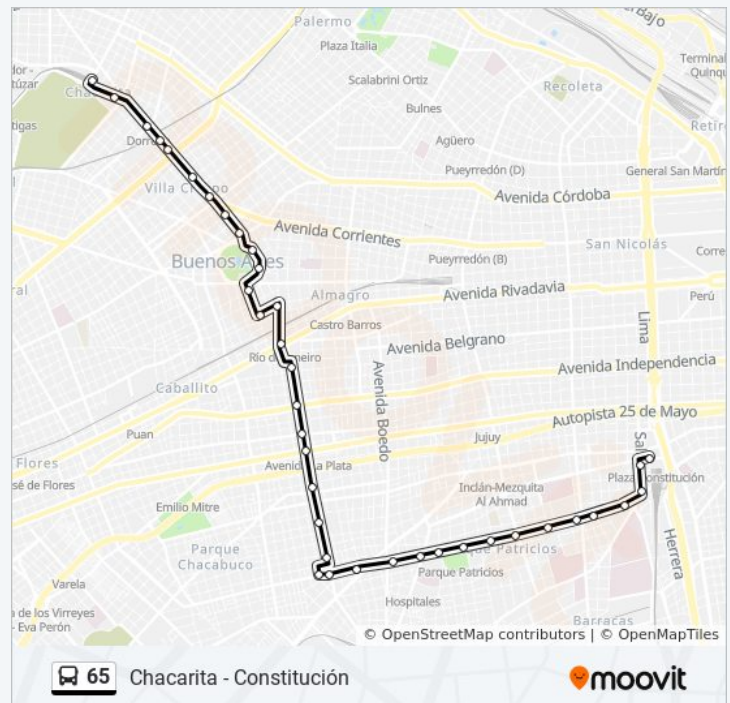 Palermo
Plaza Italia
Scalabrini Ortiz
Recoleta
Bulnes
Agüero
Pueyrredón (D)
General San Martín
Avenida Córdoba
Villa Crespo
Avenida Corrientes
San Nicolás
Buenos Aires
Pueyrredón (B)
Almagro
Avenida Rivadavia
Perú
Castro Barros
Lima
Avenida Belgrano
Río de Janeiro
Avenida Independencia
Caballito
Avenida Boedo
Autopista 25 de Mayo
Puan
Jujuy
Flores
Avenida La Plata
Plaza Constitución
Inclán-Mezquita
Al Ahmad
Emilio Mitre
Herrera
Parque
Chacabuco
Parque Patricios
Parque Patricios
Varela
Hospitales
Barracas
© OpenStreetMap contributors | © OpenMapTiles
65 Chacarita - Constitución
moovit